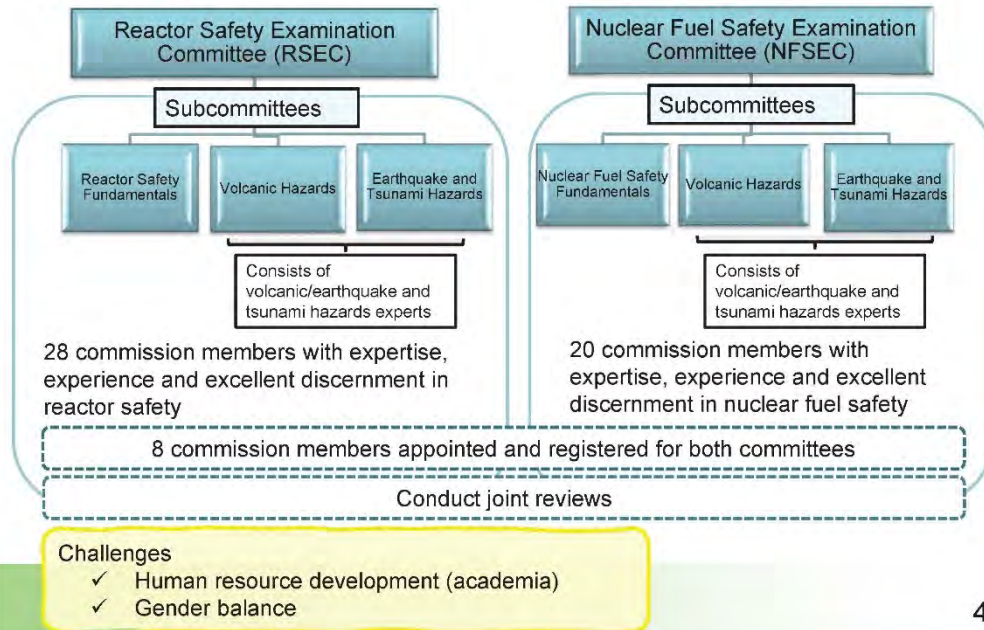 Reactor Safety Examination
Committee (RSEC)
Subcommittees
Reactor Safety
Fundamentals
Volcanic Hazards
Earthquake and
Tsunami Hazards
Consists of
volcanic/earthquake and
tsunami hazards experts
28 commission members with expertise,
experience and excellent discernment in
reactor safety
Nuclear Fuel Safety Examination
Committee (NFSEC)
Subcommittees
Nuclear Fuel Safety
Fundamentals
Volcanic Hazards
Earthquake and
Tsunami Hazards
Consists of
volcanic/earthquake and
tsunami hazards experts
20 commission members with
expertise, experience and excellent
discernment in nuclear fuel safety
8 commission members appointed and registered for both committees
Conduct joint reviews
Challenges
✓ Human resource development (academia)
✓ Gender balance
4